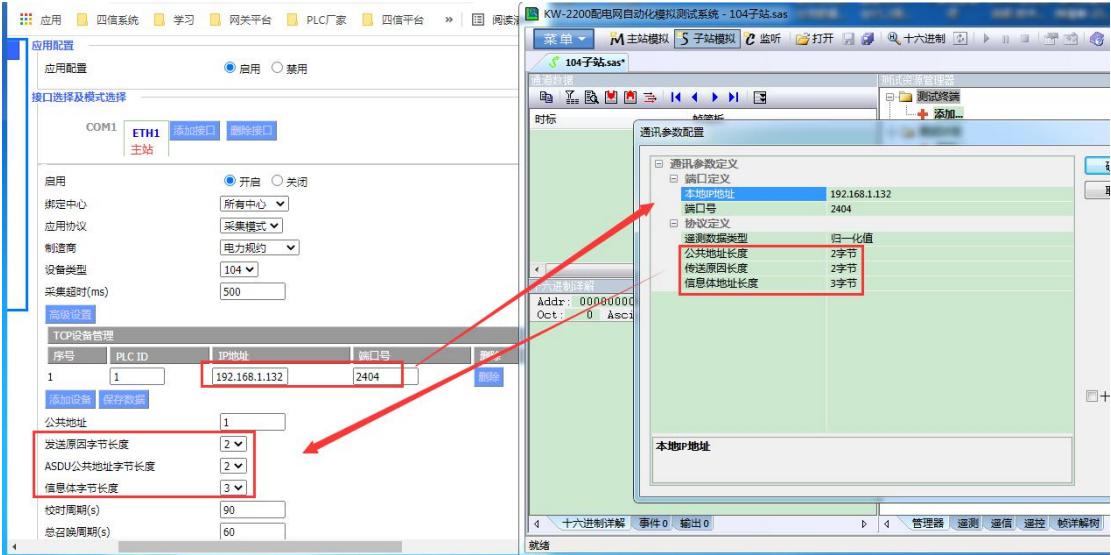 应用 四信系统 学习 网关平台 PLC厂家 四信平台 » 阅读
应用配置
应用配置 启用 禁用
接口选择及模式选择
COM1 ETH1 添加接口 删除接口
主站
启用 开启 关闭
绑定中心 所有中心
应用协议 采集模式
制造商 电力规约
设备类型 104
采集超时(ms) 500
高级设置
TCP设备管理
序号 PLC ID IP地址 端口号 删除
1 1 192.168.1.132 2404 删除
添加设备 保存数据
公共地址 1
发送原因字节长度 2
ASDU公共地址字节长度 2
信息体字节长度 3
校时周期(s) 90
总召唤周期(s) 60
KW-2200配电网自动化模拟测试系统 - 104子站.sas
菜单 主站模拟 子站模拟 监听 打开 十六进制
104子站.sas*
通道数据 测试资源管理器
时标 帧简析
测试终端
添加...
通讯参数配置
通讯参数定义
端口定义
本地IP地址 192.168.1.132
端口号 2404
协议定义
遥测数据类型 归一化值
公共地址长度 2字节
传送原因长度 2字节
信息体地址长度 3字节
十六进制详解
Addr: 00000000
Oct: 0 Asci
本地IP地址
十六进制详解 事件 0 输出 0 管理器 遥测 遥信 遥控 帧详解树
就绪